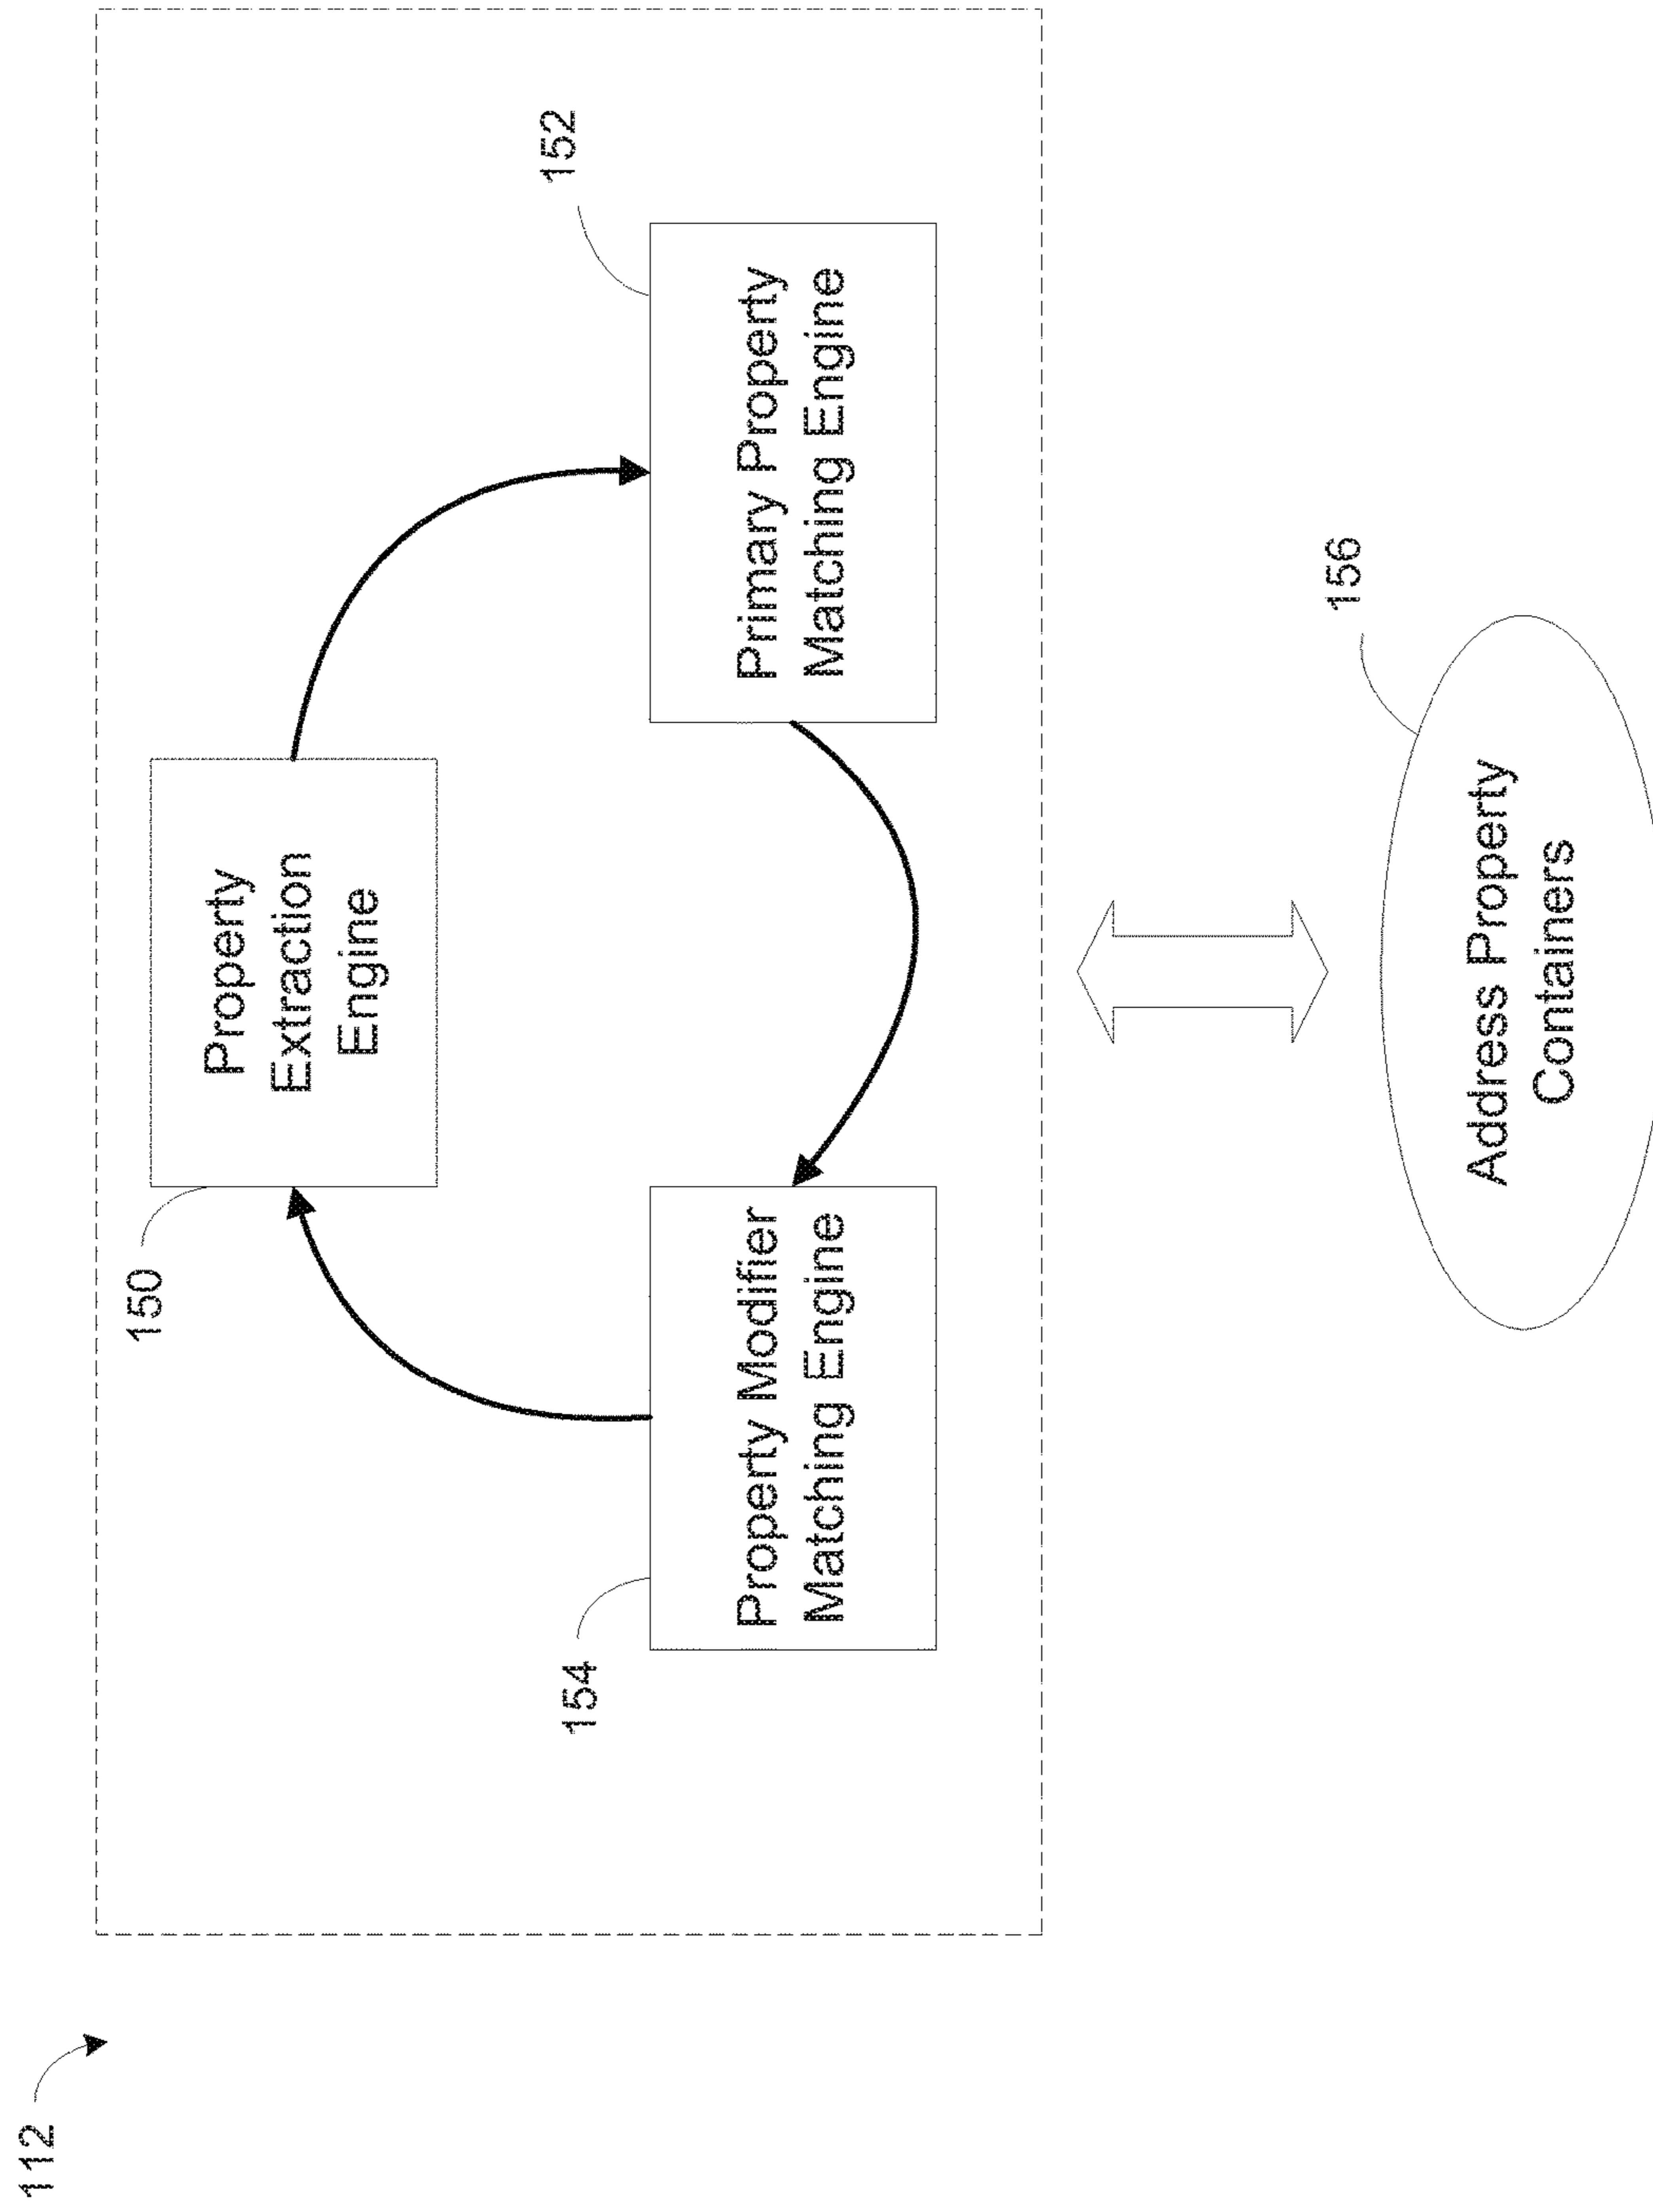 112
150
Property
Extraction
Engine
152
Primary Property
Matching Engine
154
Property Modifier
Matching Engine
156
Address Property
Containers